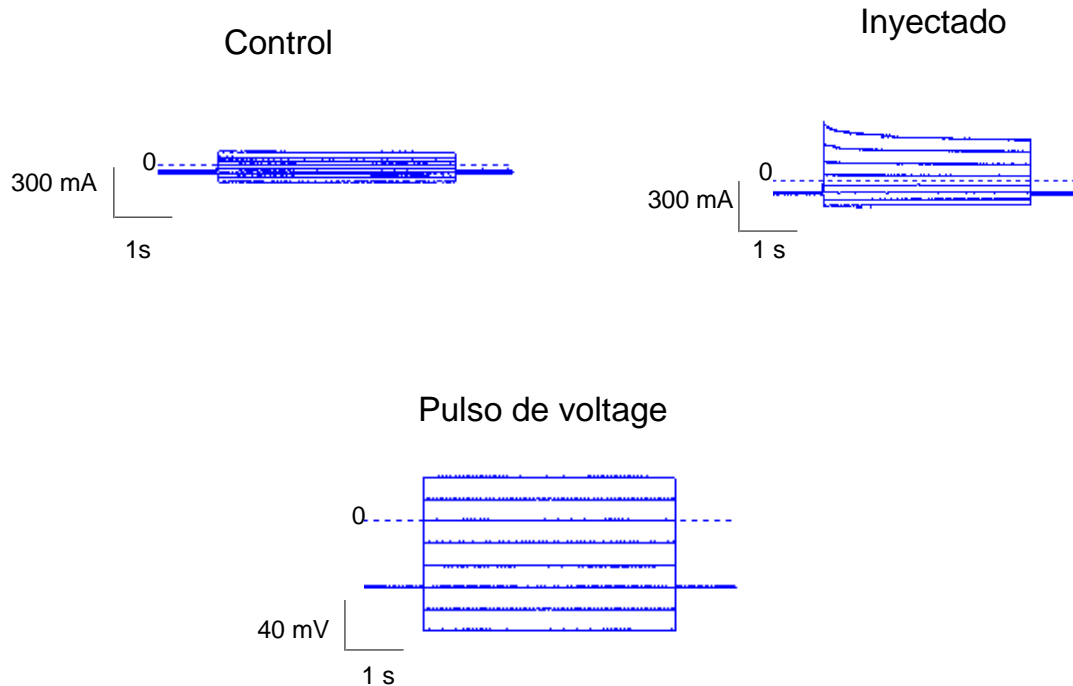 Control
Inyectado
0
300 mA
1s
0
300 mA
1 s
Pulso de voltage
0
40 mV
1 s